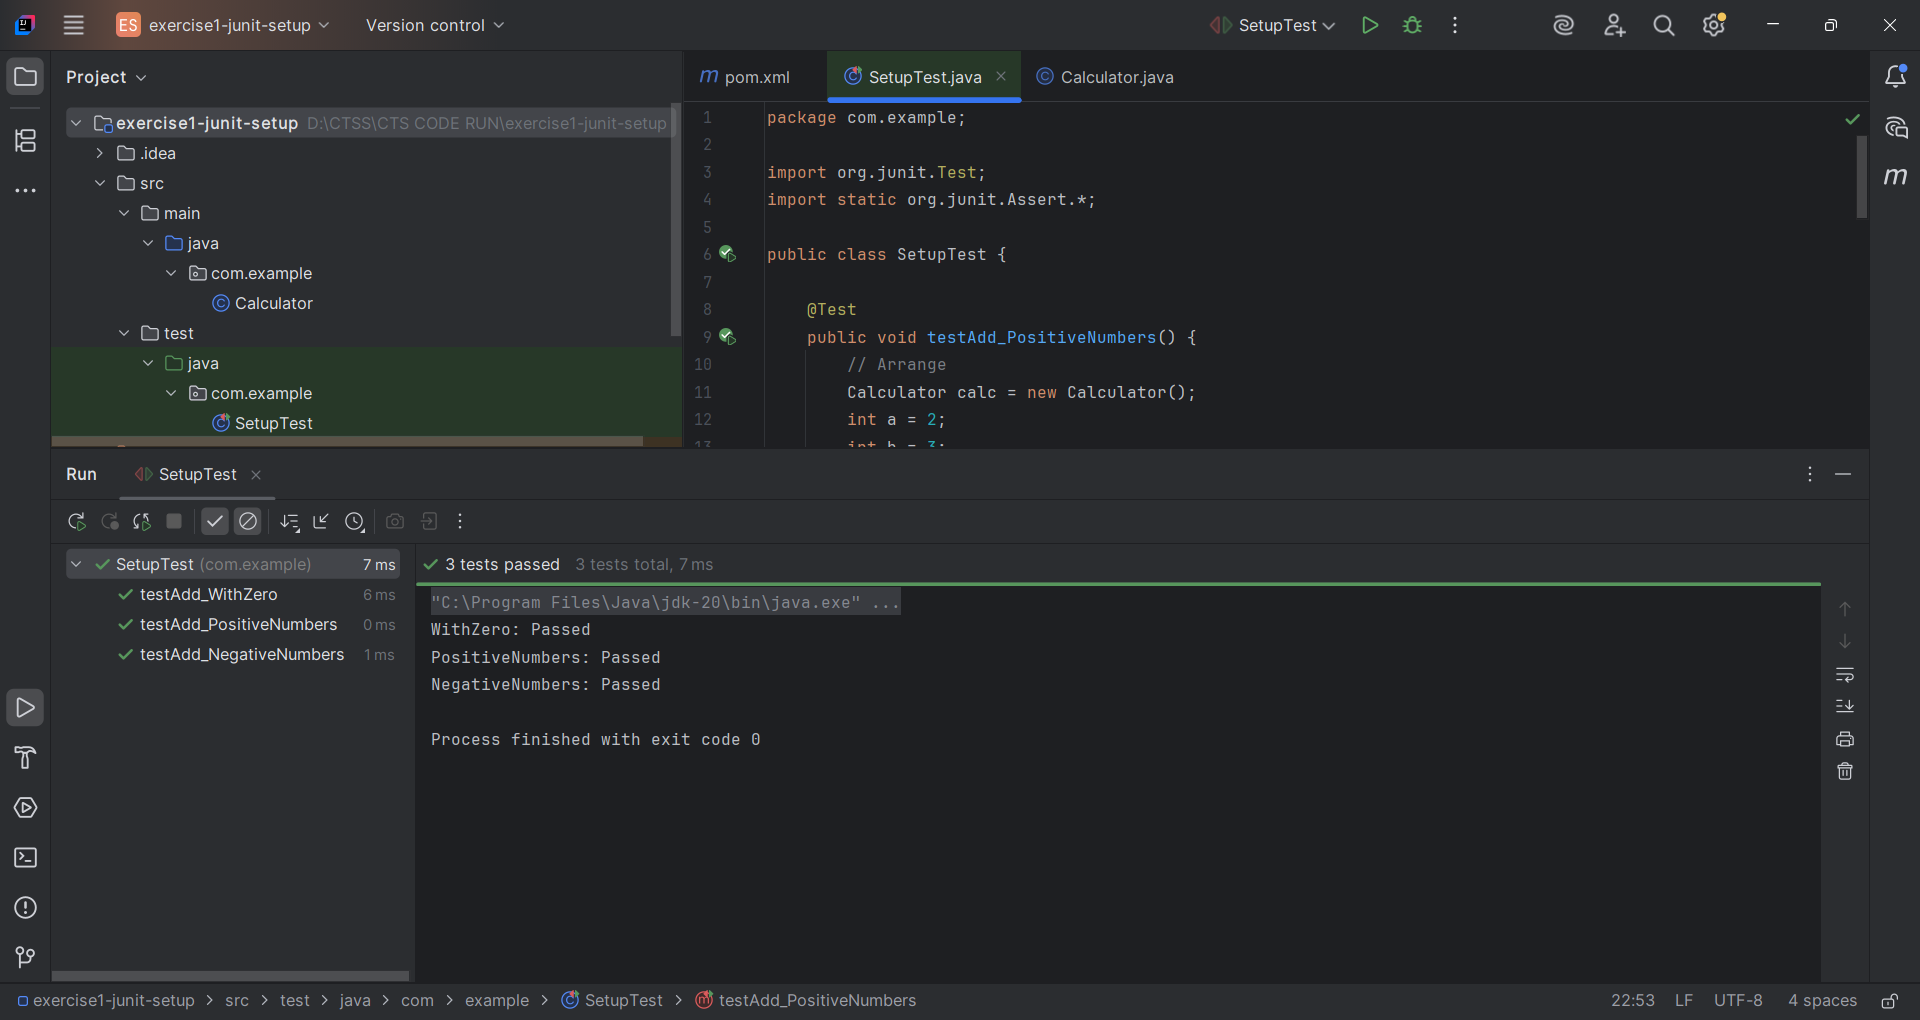 ES exercise1-junit-setup Version control SetupTest
Project
exercise1-junit-setup D:\CTSS\CTS CODE RUN\exercise1-junit-setup
.idea
src
main
java
com.example
Calculator
test
java
com.example
SetupTest
pom.xml SetupTest.java Calculator.java
1 package com.example;
2
3 import org.junit.Test;
4 import static org.junit.Assert.*;
5
6 public class SetupTest {
7
8 @Test
9 public void testAdd_PositiveNumbers() {
10 // Arrange
11 Calculator calc = new Calculator();
12 int a = 2;
13 int b = 3;
Run SetupTest
SetupTest (com.example) 7 ms
testAdd_WithZero 6 ms
testAdd_PositiveNumbers 0 ms
testAdd_NegativeNumbers 1 ms
3 tests passed 3 tests total, 7 ms
"C:\Program Files\Java\jdk-20\bin\java.exe" ...
WithZero: Passed
PositiveNumbers: Passed
NegativeNumbers: Passed
Process finished with exit code 0
exercise1-junit-setup > src > test > java > com > example > SetupTest > testAdd_PositiveNumbers 22:53 LF UTF-8 4 spaces